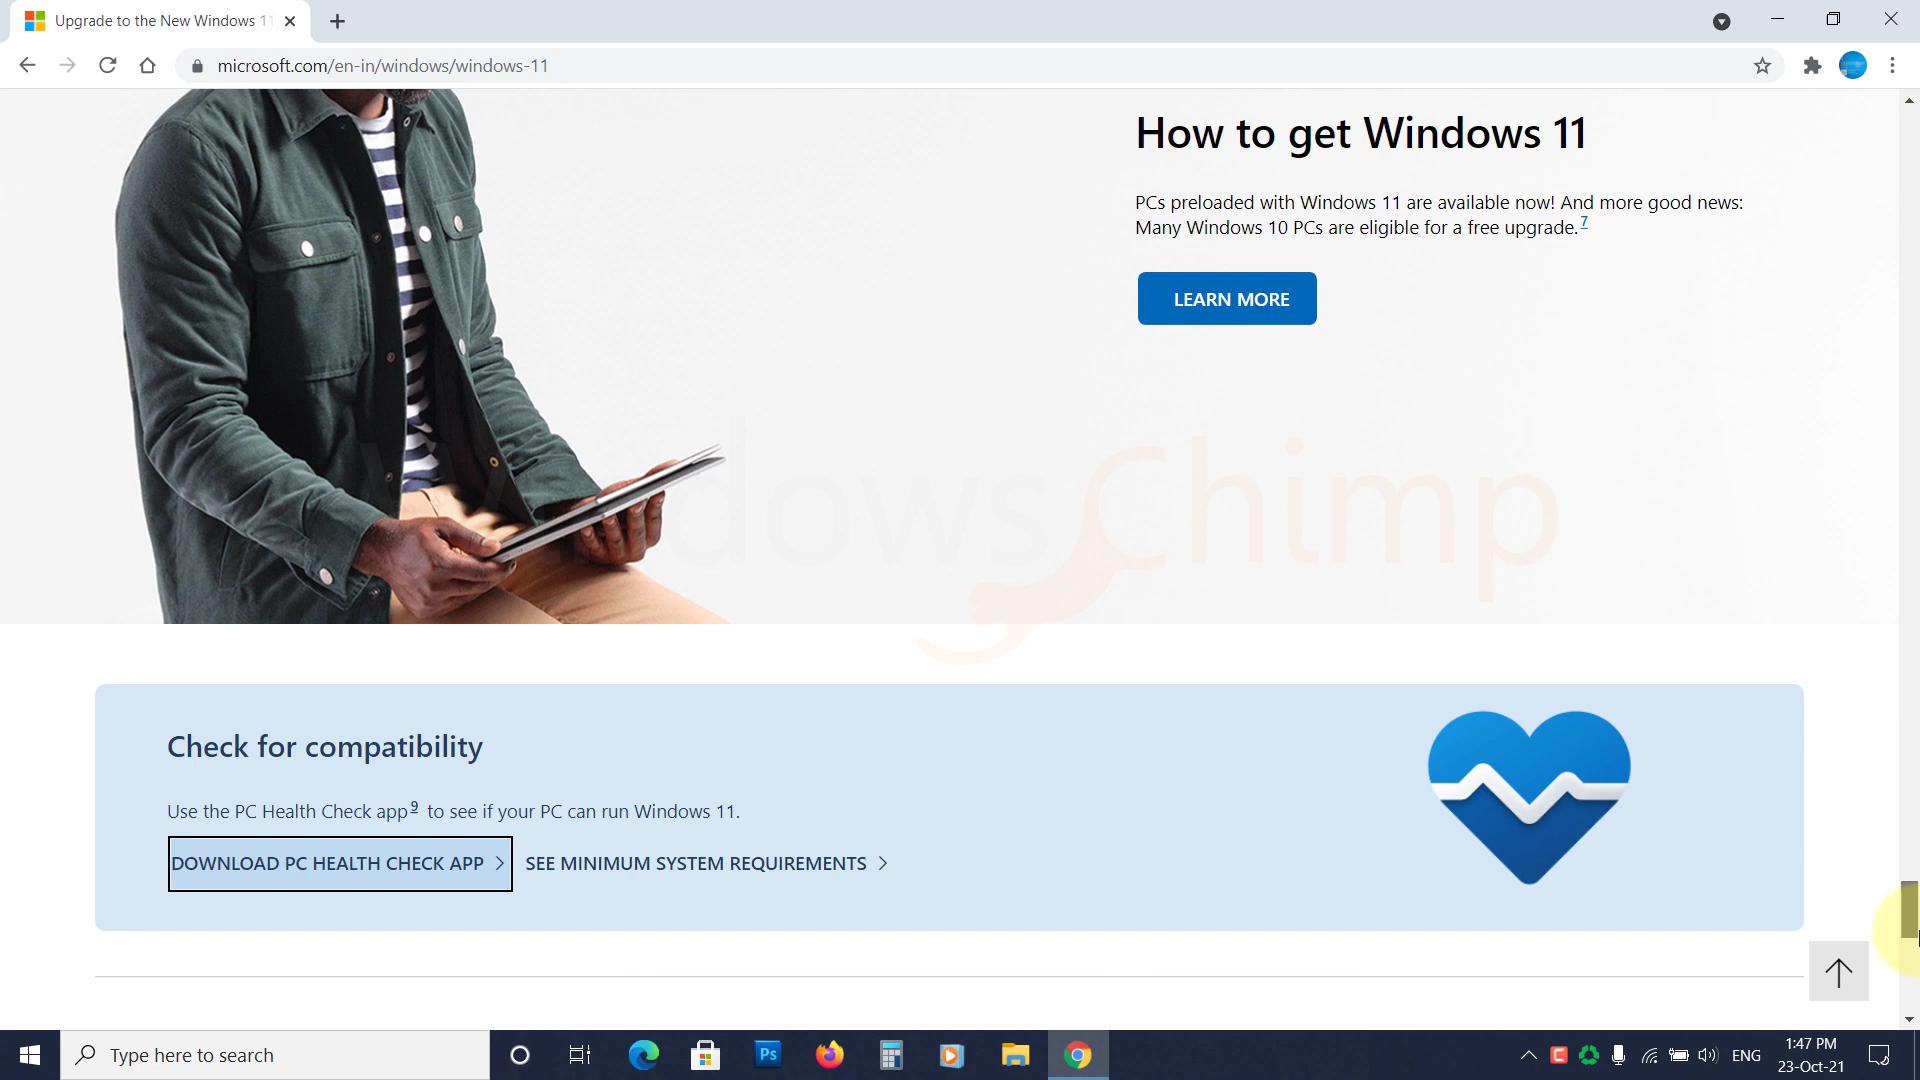 Upgrade to the New Windows 11
microsoft.com/en-in/windows/windows-11
How to get Windows 11
PCs preloaded with Windows 11 are available now! And more good news:
Many Windows 10 PCs are eligible for a free upgrade.7
LEARN MORE
Windows Chimp
Check for compatibility
Use the PC Health Check app9 to see if your PC can run Windows 11.
DOWNLOAD PC HEALTH CHECK APP
SEE MINIMUM SYSTEM REQUIREMENTS
Type here to search
Ps
ENG
1:47 PM
23-Oct-21